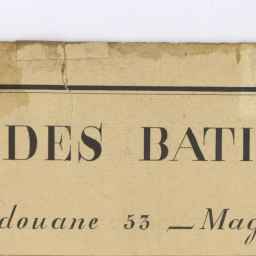 DES BATI
douane 53 — Mag